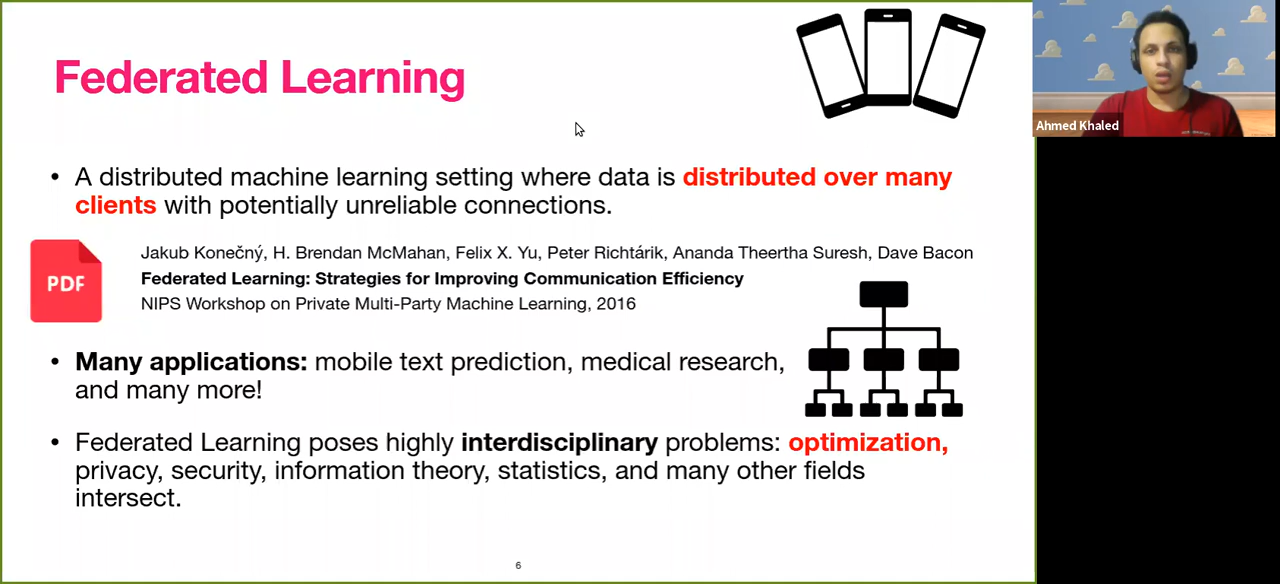 Federated Learning
Ahmed Khaled
• A distributed machine learning setting where data is distributed over many
clients with potentially unreliable connections.
PDF
Jakub Konečný, H. Brendan McMahan, Felix X. Yu, Peter Richtárik, Ananda Theertha Suresh, Dave Bacon
Federated Learning: Strategies for Improving Communication Efficiency
NIPS Workshop on Private Multi-Party Machine Learning, 2016
• Many applications: mobile text prediction, medical research,
and many more!
• Federated Learning poses highly interdisciplinary problems: optimization,
privacy, security, information theory, statistics, and many other fields
intersect.
6